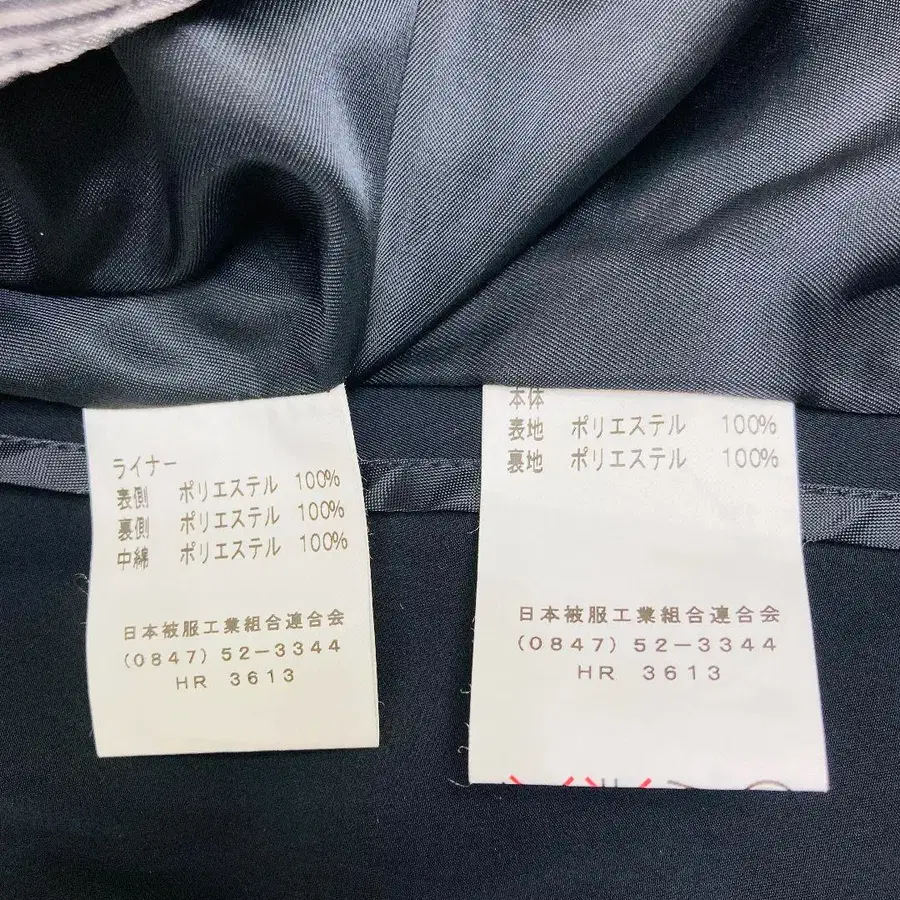 ライナー
表側 ポリエステル 100%
裏側 ポリエステル 100%
中綿 ポリエステル 100%
日本被服工業組合連合会
(0847) 52-3344
HR 3613
本体
表地 ポリエステル 100%
裏地 ポリエステル 100%
日本被服工業組合連合会
(0847) 52-3344
HR 3613